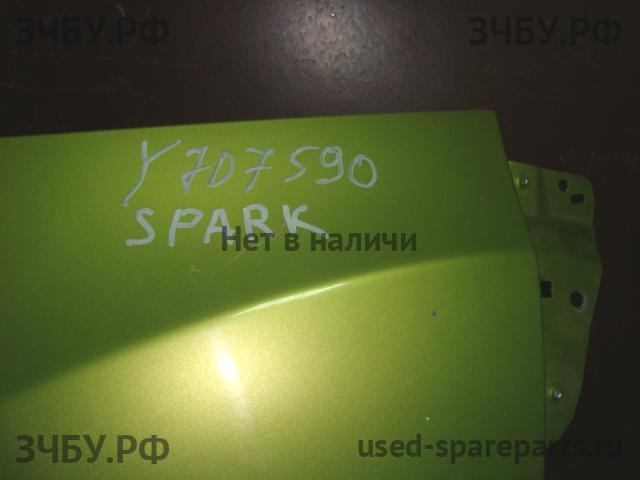 ЗЧБУ.РФ
ЗЧБУ.РФ
Y707590
SPARK
Нет в наличи
ЗЧБУ.РФ
used-spareparts.ru